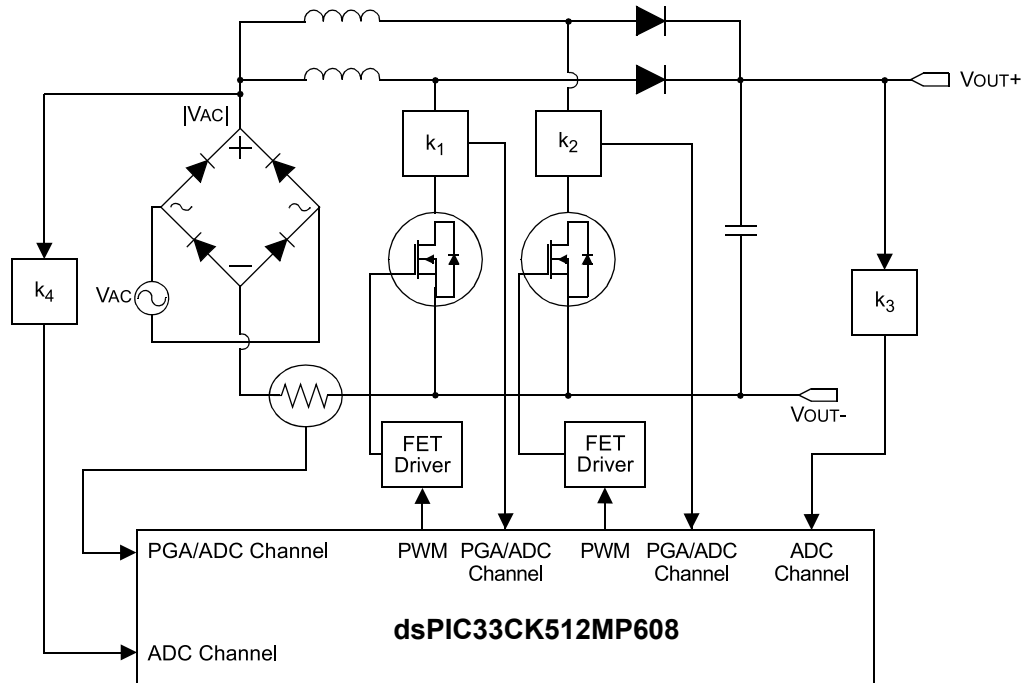 VOUT+
|VAC|
k1
k2
k4
VAC
k3
VOUT-
FET
Driver
FET
Driver
PGA/ADC Channel
PWM
PGA/ADC
Channel
PWM
PGA/ADC
Channel
ADC
Channel
dsPIC33CK512MP608
ADC Channel